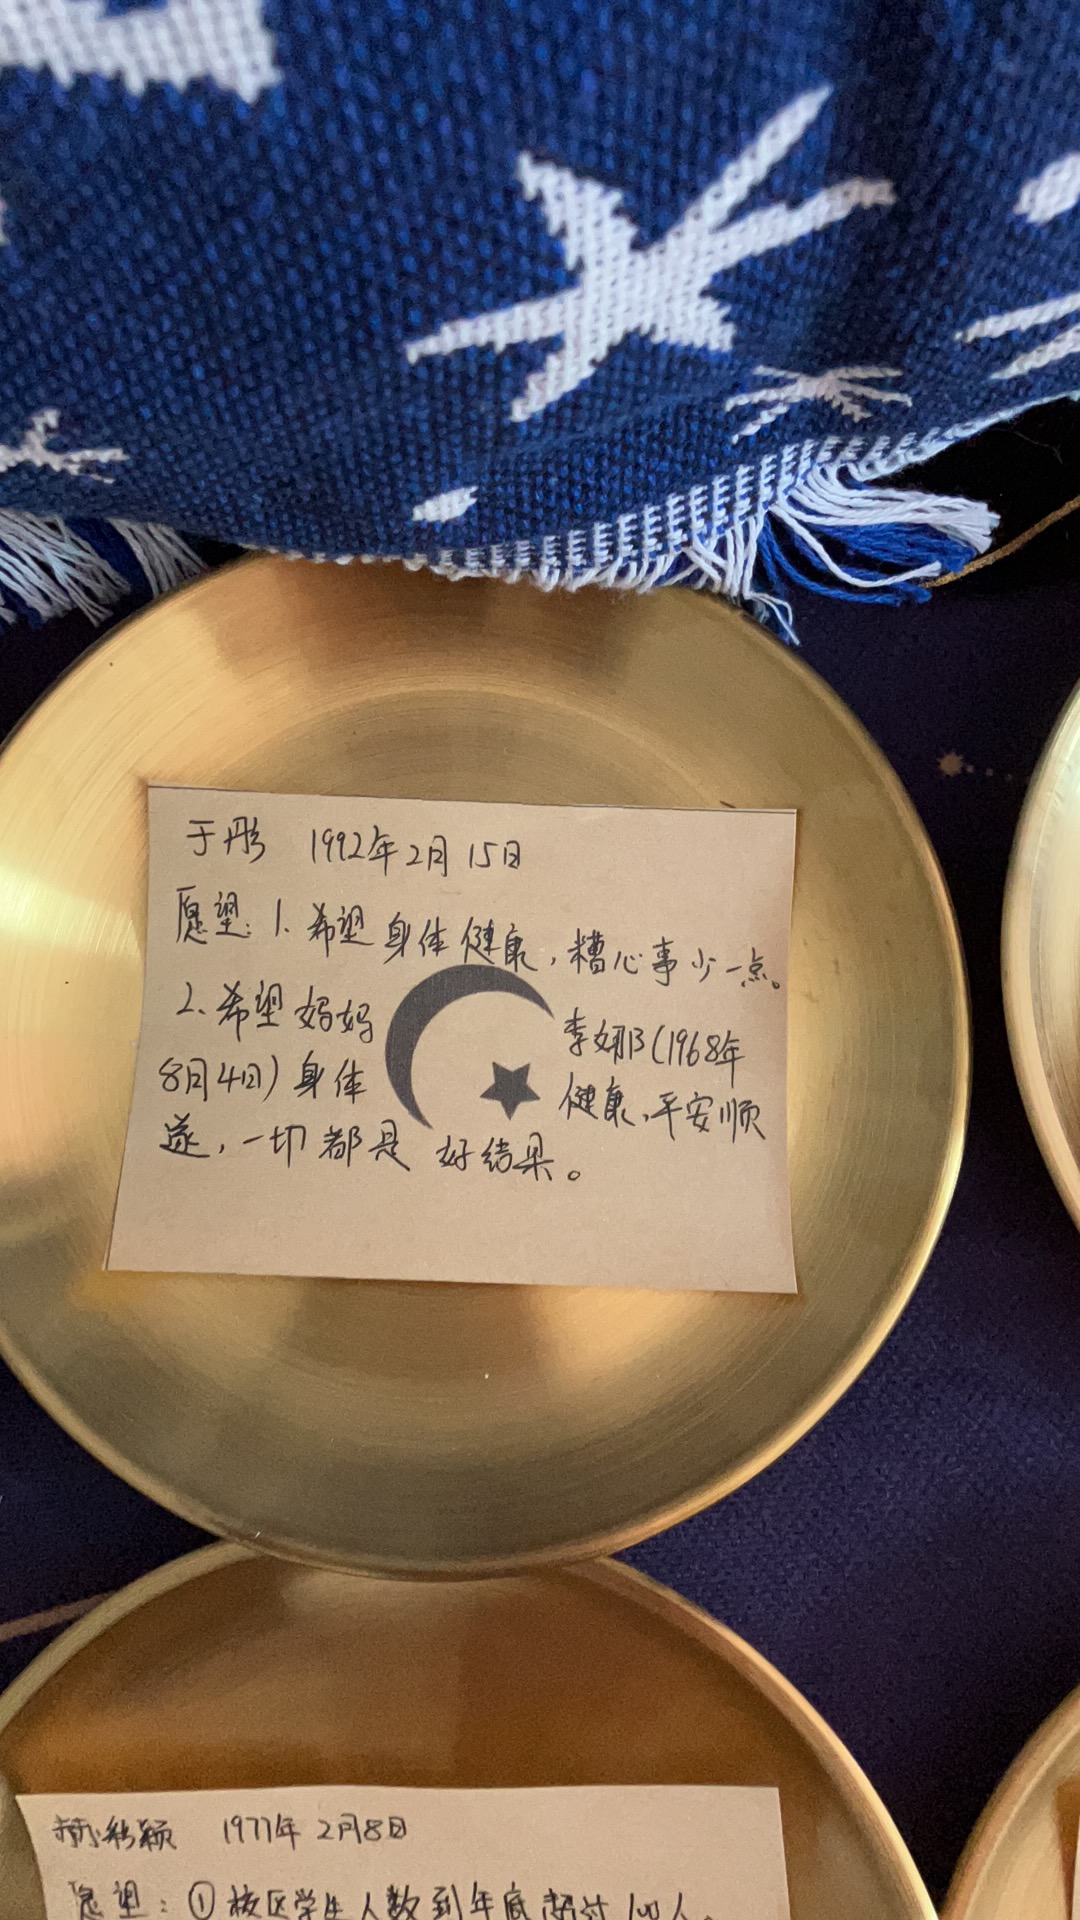 于彤 1992年2月15日
愿望:1.希望身体健康,糟心事少一点。
2.希望妈妈 李娜(1968年
8月4日)身体 健康,平安顺
遂,一切都是 好结果。
1977年 2月8日
愿望:①校区学生人数到年底超过100人。